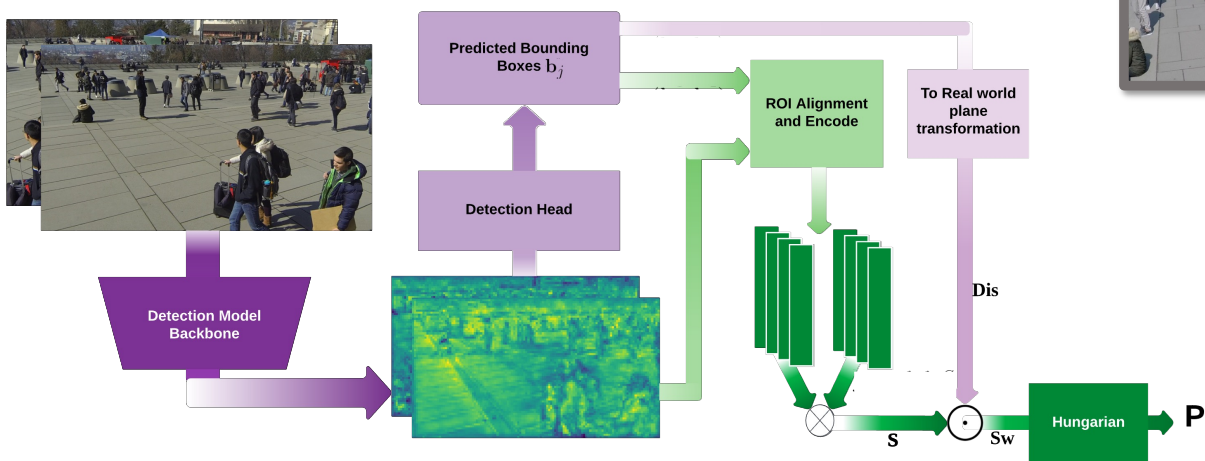 Predicted Bounding
Boxes b_j
ROI Alignment
and Encode
To Real world
plane
transformation
Detection Head
Detection Model
Backbone
Dis
S
Sw
Hungarian
P